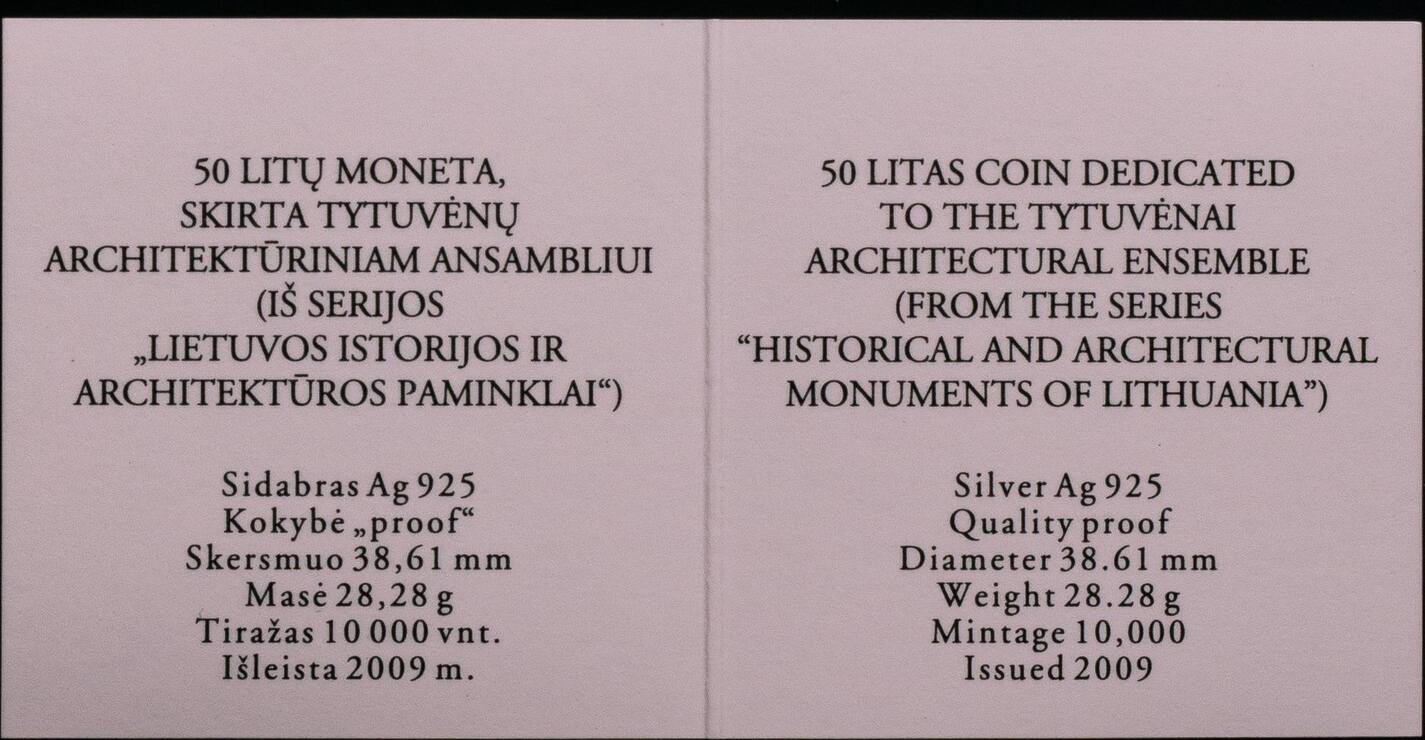 50 LITŲ MONETA,
SKIRTA TYTUVĖNŲ
ARCHITEKTŪRINIAM ANSAMBLIUI
(IŠ SERIJOS
„LIETUVOS ISTORIJOS IR
ARCHITEKTŪROS PAMINKLAI“)
Sidabras Ag 925
Kokybė „proof“
Skersmuo 38,61 mm
Masė 28,28 g
Tiražas 10 000 vnt.
Išleista 2009 m.
50 LITAS COIN DEDICATED
TO THE TYTUVĖNAI
ARCHITECTURAL ENSEMBLE
(FROM THE SERIES
“HISTORICAL AND ARCHITECTURAL
MONUMENTS OF LITHUANIA”)
Silver Ag 925
Quality proof
Diameter 38.61 mm
Weight 28.28 g
Mintage 10,000
Issued 2009